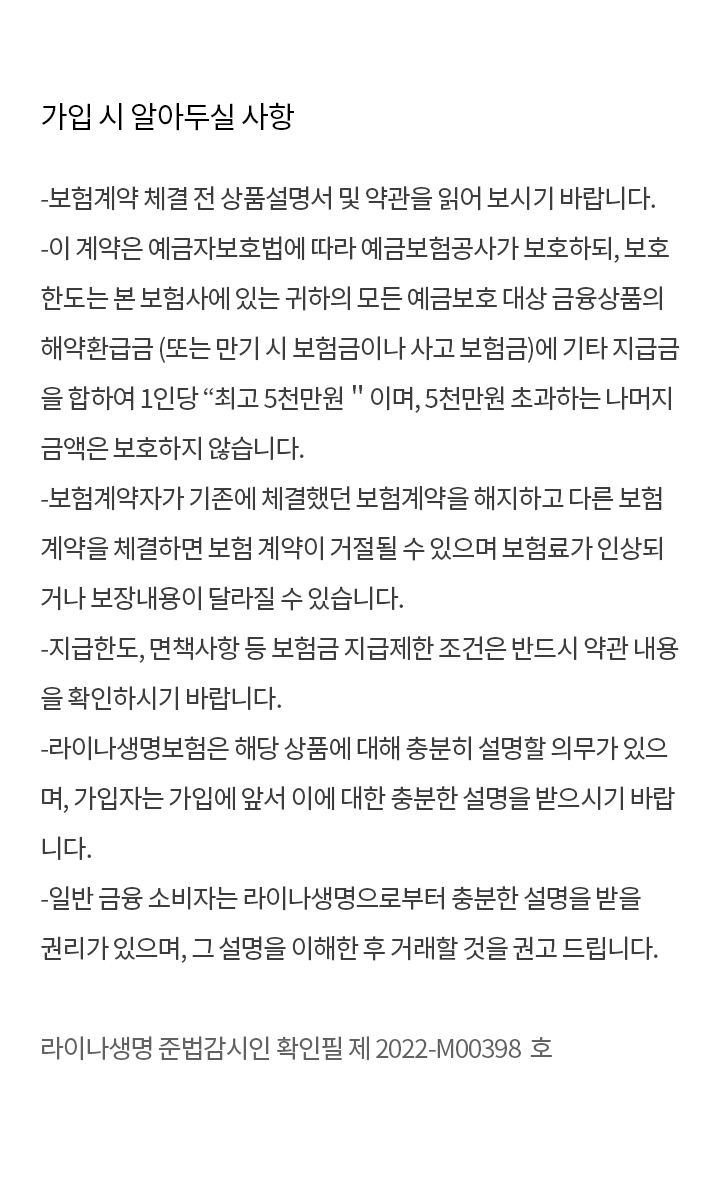 가입 시 알아두실 사항
-보험계약 체결 전 상품설명서 및 약관을 읽어 보시기 바랍니다.
-이 계약은 예금자보호법에 따라 예금보험공사가 보호하되, 보호
한도는 본 보험사에 있는 귀하의 모든 예금보호 대상 금융상품의
해약환급금 (또는 만기 시 보험금이나 사고 보험금)에 기타 지급금
을 합하여 1인당 “최고 5천만원 " 이며, 5천만원 초과하는 나머지
금액은 보호하지 않습니다.
-보험계약자가 기존에 체결했던 보험계약을 해지하고 다른 보험
계약을 체결하면 보험 계약이 거절될 수 있으며 보험료가 인상되
거나 보장내용이 달라질 수 있습니다.
-지급한도, 면책사항 등 보험금 지급제한 조건은 반드시 약관 내용
을 확인하시기 바랍니다.
-라이나생명보험은 해당 상품에 대해 충분히 설명할 의무가 있으
며, 가입자는 가입에 앞서 이에 대한 충분한 설명을 받으시기 바랍
니다.
-일반 금융 소비자는 라이나생명으로부터 충분한 설명을 받을
권리가 있으며, 그 설명을 이해한 후 거래할 것을 권고 드립니다.
라이나생명 준법감시인 확인필 제 2022-M00398 호